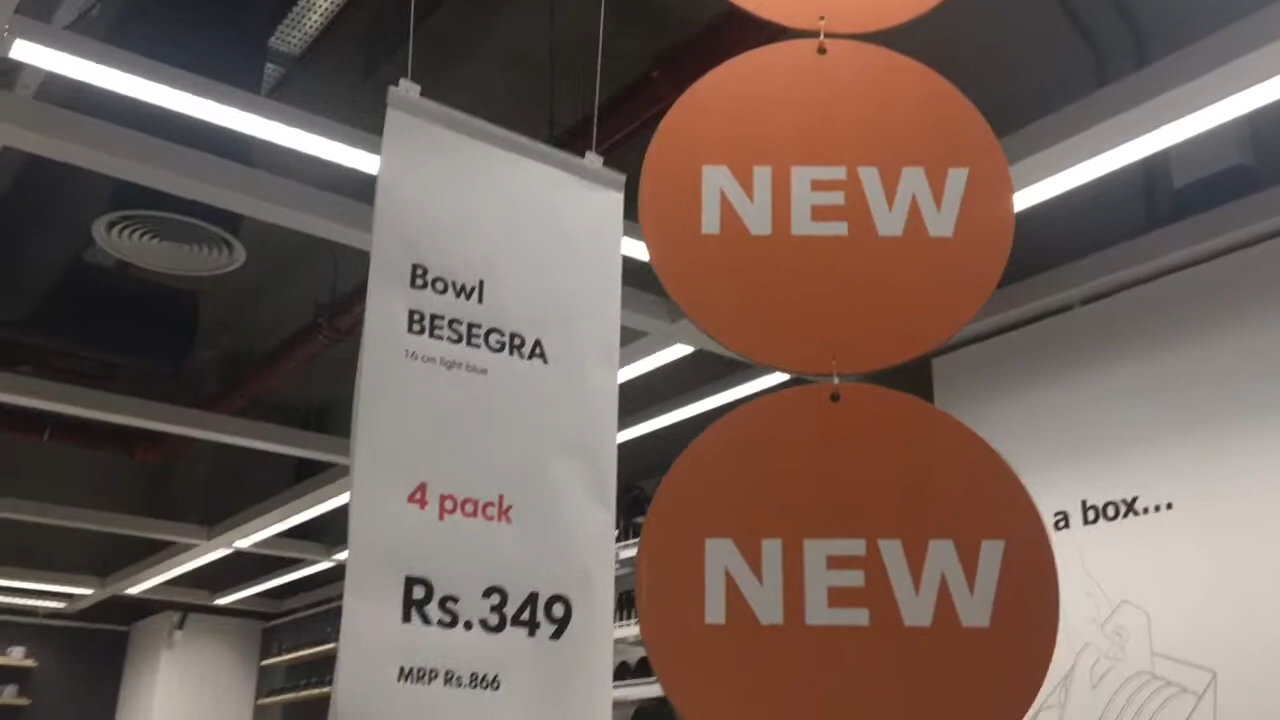 Bowl
BESEGRA
16 cm light blue
4 pack
Rs.349
MRP Rs.866
NEW
NEW
a box...